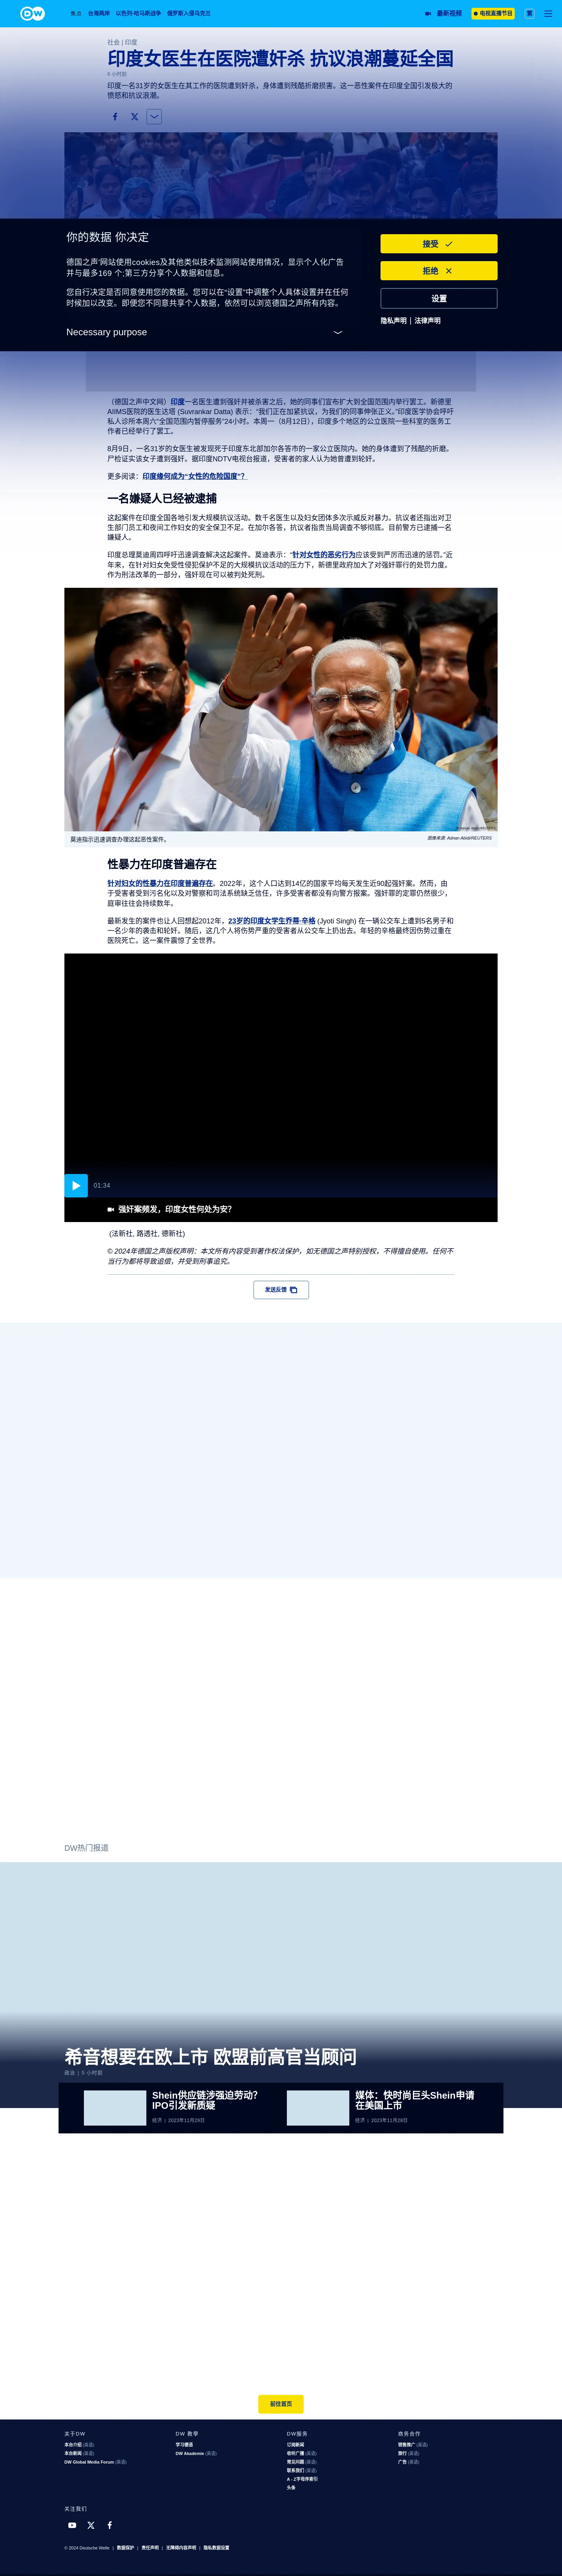 DW
焦点 台海两岸 以色列-哈马斯战争 俄罗斯入侵乌克兰 最新视频 电视直播节目 繁
社会 | 印度
印度女医生在医院遭奸杀 抗议浪潮蔓延全国
6 小时前
印度一名31岁的女医生在其工作的医院遭到奸杀，身体遭到残酷折磨损害。这一恶性案件在印度全国引发极大的
愤怒和抗议浪潮。
你的数据 你决定
德国之声‘网站使用cookies及其他类似技术监测网站使用情况，显示个人化广告
并与最多169 个;第三方分享个人数据和信息。
您自行决定是否同意使用您的数据。您可以在“设置”中调整个人具体设置并在任何
时候加以改变。即便您不同意共享个人数据，依然可以浏览德国之声所有内容。
Necessary purpose
接受
拒绝
设置
隐私声明 | 法律声明
（德国之声中文网）印度一名医生遭到强奸并被杀害之后，她的同事们宣布扩大到全国范围内举行罢工。新德里
AIIMS医院的医生达塔 (Suvrankar Datta) 表示：“我们正在加紧抗议，为我们的同事伸张正义。”印度医学协会呼吁
私人诊所本周六“全国范围内暂停服务”24小时。本周一（8月12日），印度多个地区的公立医院一些科室的医务工
作者已经举行了罢工。
8月9日，一名31岁的女医生被发现死于印度东北部加尔各答市的一家公立医院内。她的身体遭到了残酷的折磨。
尸检证实该女子遭到强奸。据印度NDTV电视台报道，受害者的家人认为她曾遭到轮奸。
更多阅读：印度缘何成为“女性的危险国度”？
一名嫌疑人已经被逮捕
这起案件在印度全国各地引发大规模抗议活动。数千名医生以及妇女团体多次示威反对暴力。抗议者还指出对卫
生部门员工和夜间工作妇女的安全保卫不足。在加尔各答，抗议者指责当局调查不够彻底。目前警方已逮捕一名
嫌疑人。
印度总理莫迪周四呼吁迅速调查解决这起案件。莫迪表示：“针对女性的恶劣行为应该受到严厉而迅速的惩罚。”近
年来，在针对妇女免受性侵犯保护不足的大规模抗议活动的压力下，新德里政府加大了对强奸罪行的处罚力度。
作为刑法改革的一部分，强奸现在可以被判处死刑。
莫迪指示迅速调查办理这起恶性案件。 图像来源: Adnan Abidi/REUTERS
性暴力在印度普遍存在
针对妇女的性暴力在印度普遍存在。2022年，这个人口达到14亿的国家平均每天发生近90起强奸案。然而，由
于受害者受到污名化以及对警察和司法系统缺乏信任，许多受害者都没有向警方报案。强奸罪的定罪仍然很少，
庭审往往会持续数年。
最新发生的案件也让人回想起2012年，23岁的印度女学生乔蒂·辛格 (Jyoti Singh) 在一辆公交车上遭到5名男子和
一名少年的袭击和轮奸。随后，这几个人将伤势严重的受害者从公交车上扔出去。年轻的辛格最终因伤势过重在
医院死亡。这一案件震惊了全世界。
01:34
强奸案频发，印度女性何处为安?
(法新社, 路透社, 德新社)
© 2024年德国之声版权声明：本文所有内容受到著作权法保护，如无德国之声特别授权，不得擅自使用。任何不
当行为都将导致追偿，并受到刑事追究。
发送反馈
DW热门报道
希音想要在欧上市 欧盟前高官当顾问
政治 | 5 小时前
Shein供应链涉强迫劳动?
IPO引发新质疑
经济 | 2023年11月29日
媒体：快时尚巨头Shein申请
在美国上市
经济 | 2023年11月28日
前往首页
关于DW
本台介绍 (英语)
本台新闻 (英语)
DW Global Media Forum (英语)
DW 教學
学习德语
DW Akademie (英语)
DW服务
订阅新闻
收听广播 (英语)
常见问题 (英语)
联系我们 (英语)
A - Z字母序索引
头条
商务合作
销售推广 (英语)
旅行 (英语)
广告 (英语)
关注我们
© 2024 Deutsche Welle | 数据保护 | 责任声明 | 无障碍内容声明 | 隐私数据设置